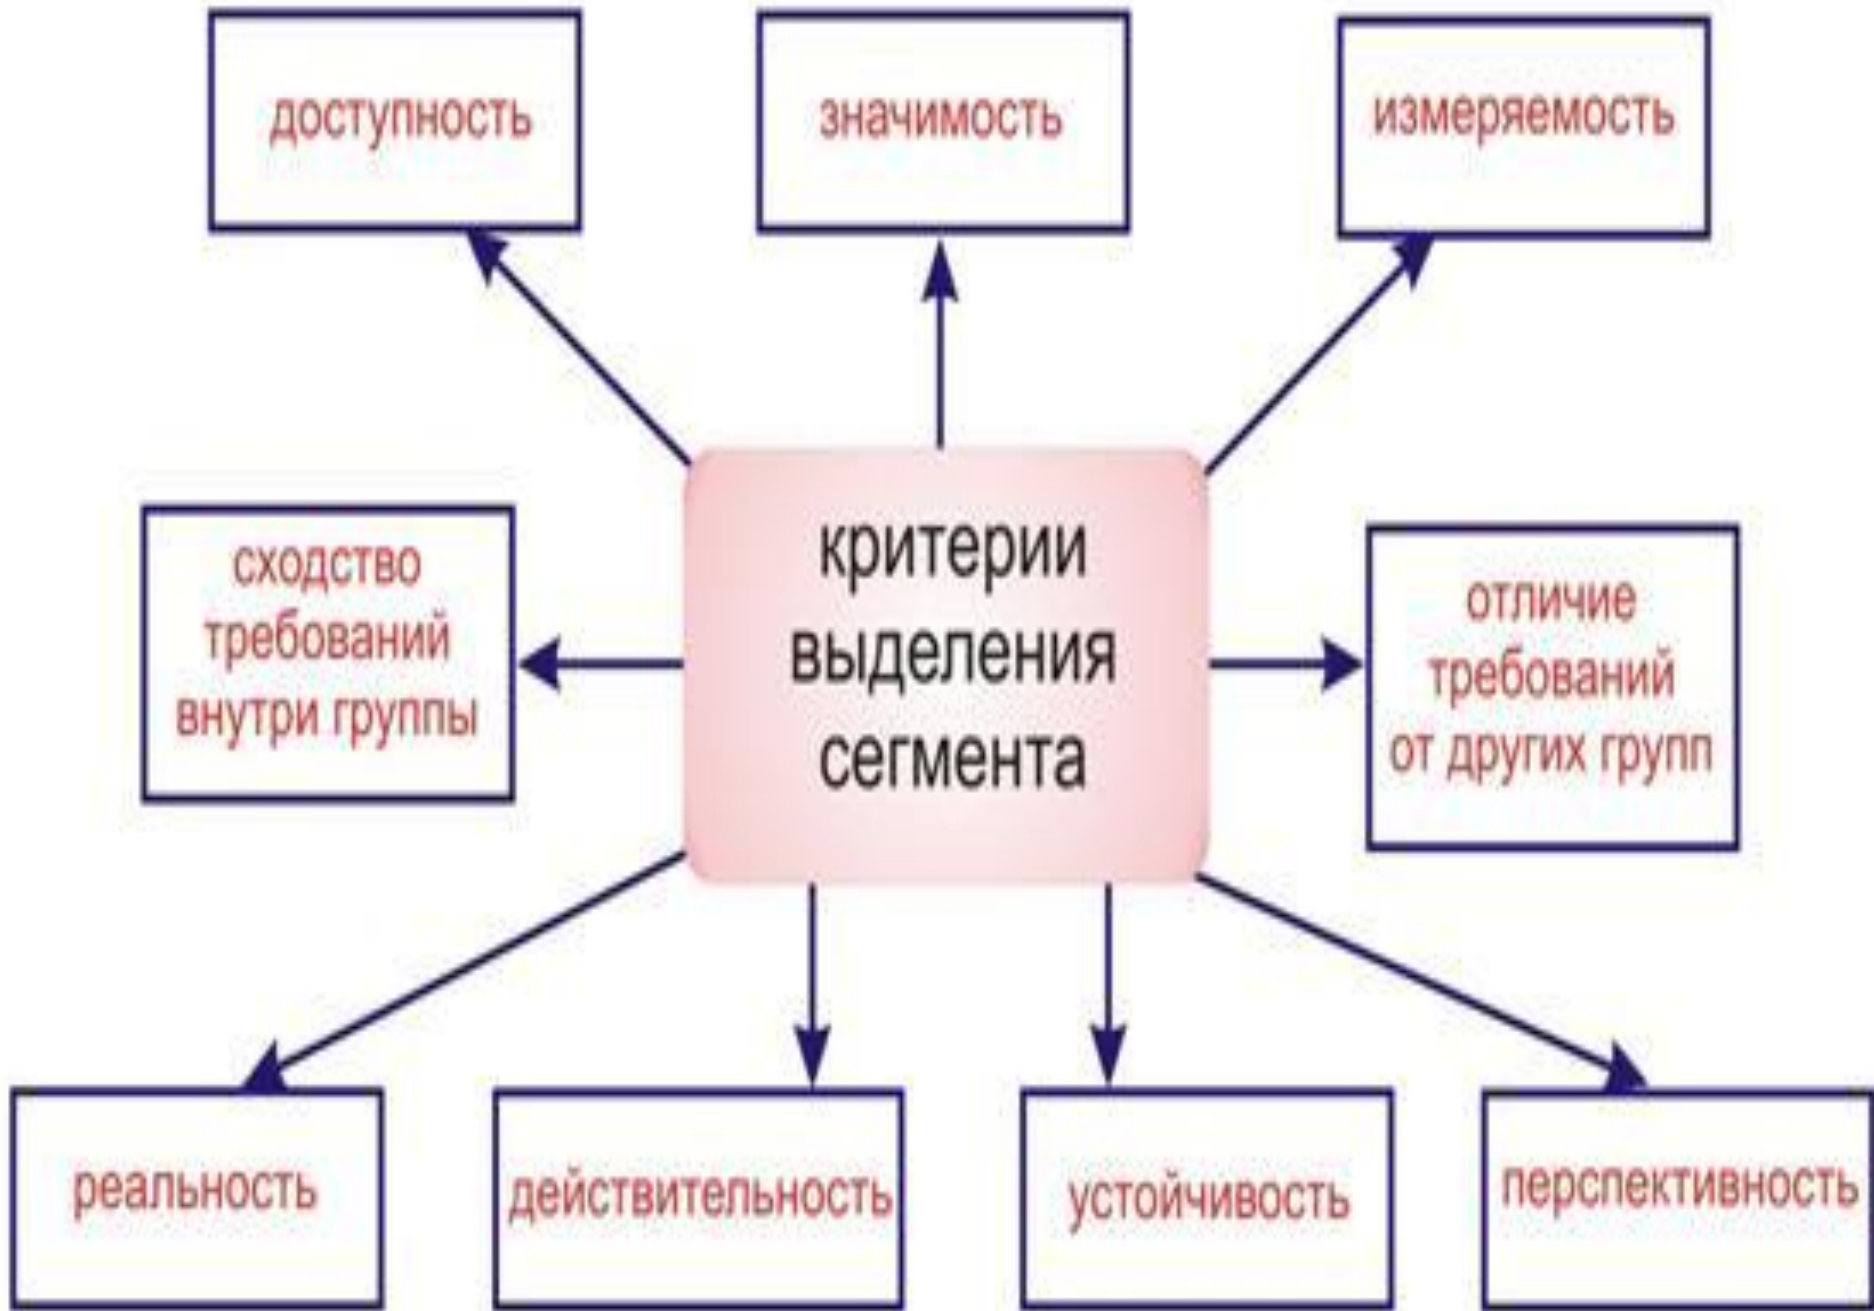 доступность
значимость
измеряемость
сходство
требований
внутри группы
критерии
выделения
сегмента
отличие
требований
от других групп
реальность
действительность
устойчивость
перспективность